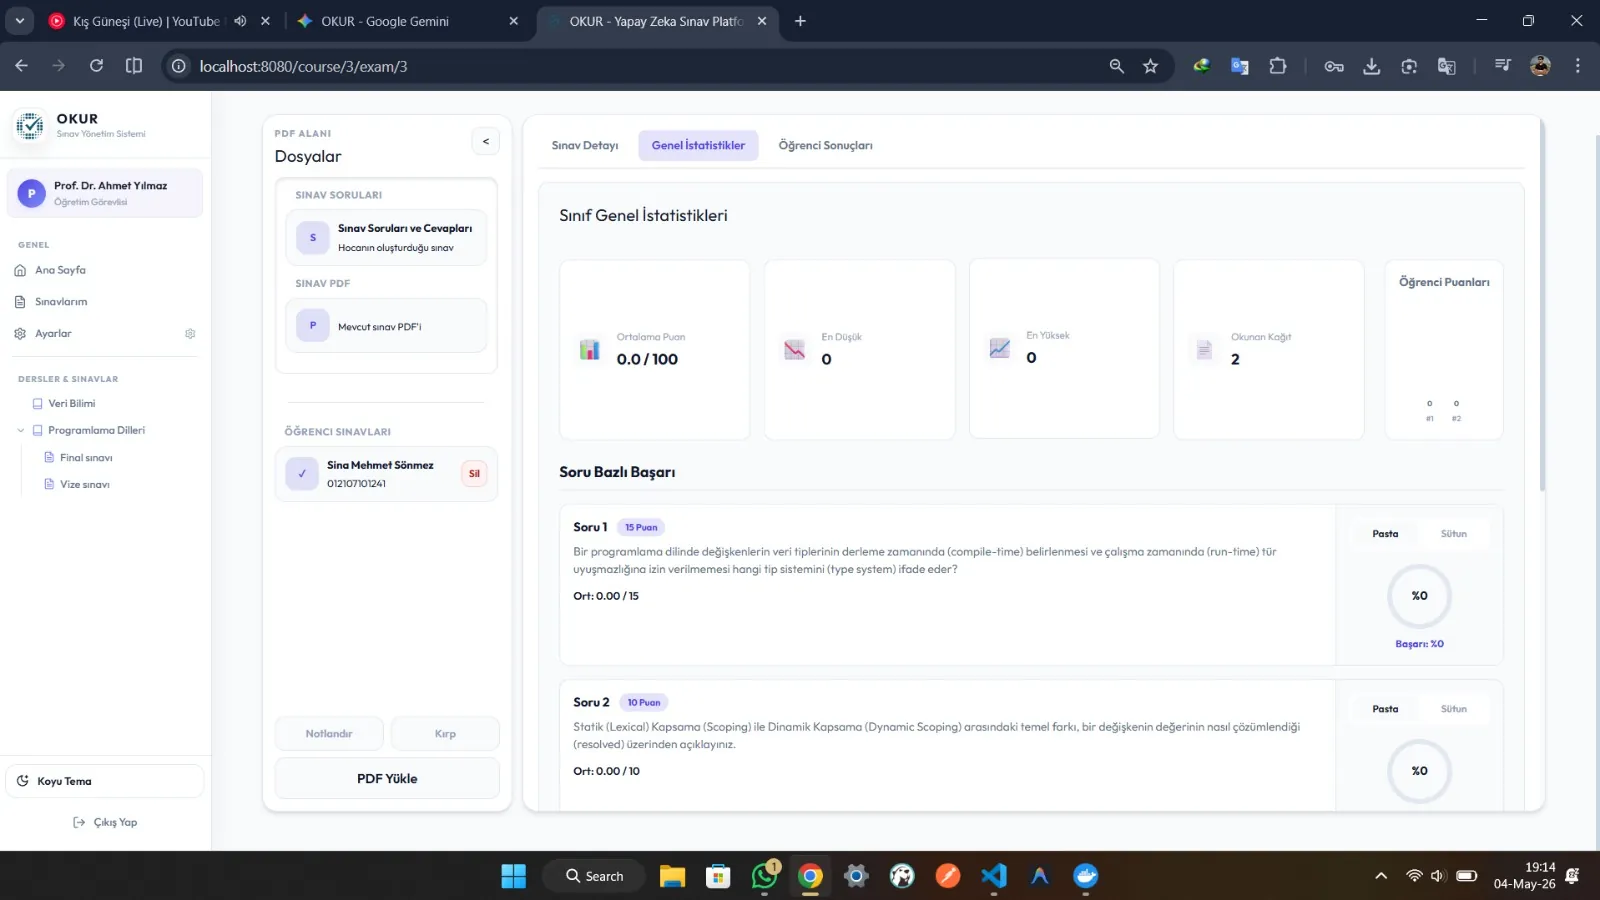 Kış Güneşi (Live) | YouTube
OKUR - Google Gemini
OKUR - Yapay Zeka Sınav Platfo
localhost:8080/course/3/exam/3
OKUR
Sınav Yönetim Sistemi
P
Prof. Dr. Ahmet Yılmaz
Öğretim Görevlisi
GENEL
Ana Sayfa
Sınavlarım
Ayarlar
DERSLER & SINAVLAR
Veri Bilimi
Programlama Dilleri
Final sınavı
Vize sınavı
Koyu Tema
Çıkış Yap
PDF ALANI
Dosyalar
<
SINAV SORULARI
S
Sınav Soruları ve Cevapları
Hocanın oluşturduğu sınav
SINAV PDF
P
Mevcut sınav PDF'i
ÖĞRENCİ SINAVLARI
✓
Sina Mehmet Sönmez
012107101241
Sil
Notlandır
Kırp
PDF Yükle
Sınav Detayı
Genel İstatistikler
Öğrenci Sonuçları
Sınıf Genel İstatistikleri
Ortalama Puan
0.0 / 100
En Düşük
0
En Yüksek
0
Okunan Kağıt
2
Öğrenci Puanları
0 0
#1 #2
Soru Bazlı Başarı
Soru 1 15 Puan
Bir programlama dilinde değişkenlerin veri tiplerinin derleme zamanında (compile-time) belirlenmesi ve çalışma zamanında (run-time) tür
uyuşmazlığına izin verilmemesi hangi tip sistemini (type system) ifade eder?
Ort: 0.00 / 15
Pasta Sütun
%0
Başarı: %0
Soru 2 10 Puan
Statik (Lexical) Kapsama (Scoping) ile Dinamik Kapsama (Dynamic Scoping) arasındaki temel farkı, bir değişkenin değerinin nasıl çözümlendiği
(resolved) üzerinden açıklayınız.
Ort: 0.00 / 10
Pasta Sütun
%0
Search
1
19:14
04-May-26